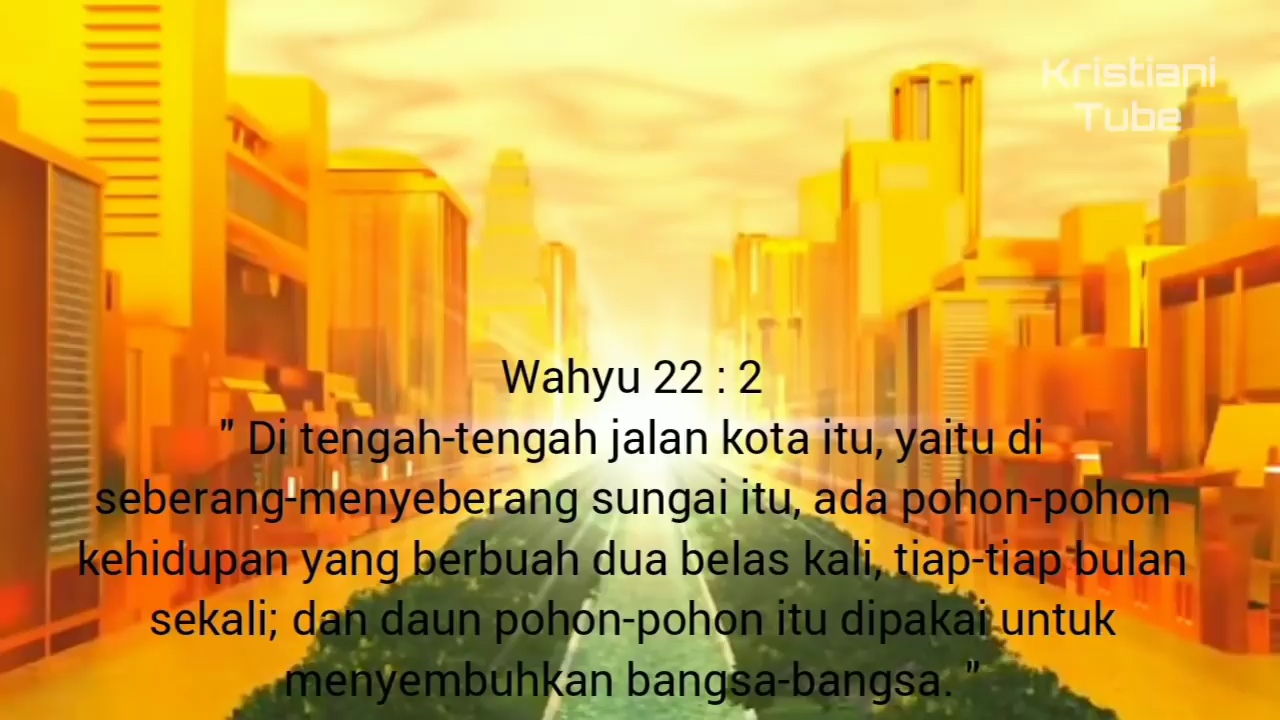 Kristiani
Tube
Wahyu 22 : 2
" Di tengah-tengah jalan kota itu, yaitu di
seberang-menyeberang sungai itu, ada pohon-pohon
kehidupan yang berbuah dua belas kali, tiap-tiap bulan
sekali; dan daun pohon-pohon itu dipakai untuk
menyembuhkan bangsa-bangsa. "